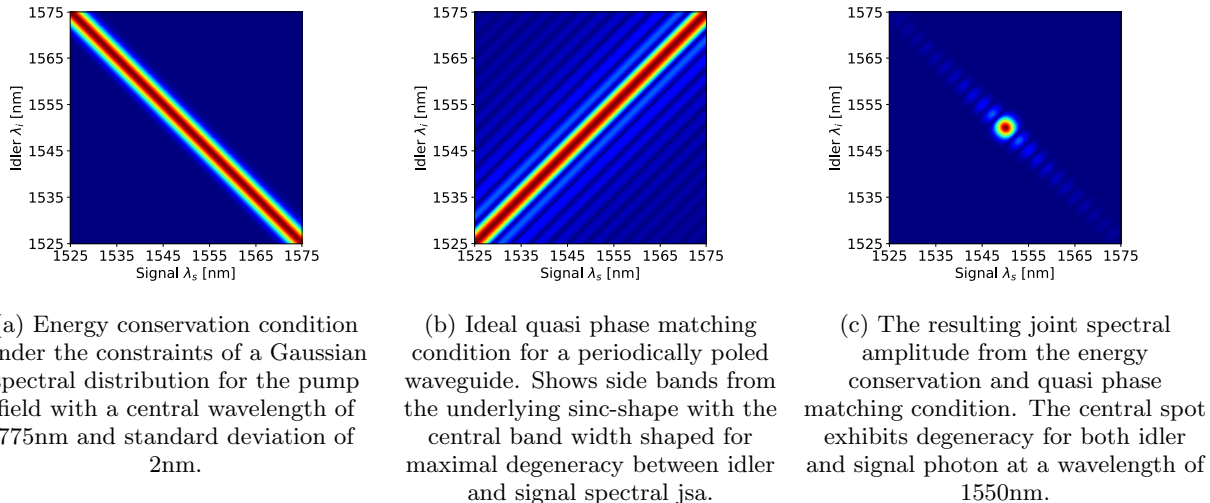 1575
1565
1555
1545
1535
1525
Idler λi [nm]
1525 1535 1545 1555 1565 1575
Signal λs [nm]
1575
1565
1555
1545
1535
1525
Idler λi [nm]
1525 1535 1545 1555 1565 1575
Signal λs [nm]
1575
1565
1555
1545
1535
1525
Idler λi [nm]
1525 1535 1545 1555 1565 1575
Signal λs [nm]
a) Energy conservation condition
nder the constraints of a Gaussian
spectral distribution for the pump
field with a central wavelength of
775nm and standard deviation of
2nm.
(b) Ideal quasi phase matching
condition for a periodically poled
waveguide. Shows side bands from
the underlying sinc-shape with the
central band width shaped for
maximal degeneracy between idler
and signal spectral jsa.
(c) The resulting joint spectral
amplitude from the energy
conservation and quasi phase
matching condition. The central spot
exhibits degeneracy for both idler
and signal photon at a wavelength of
1550nm.